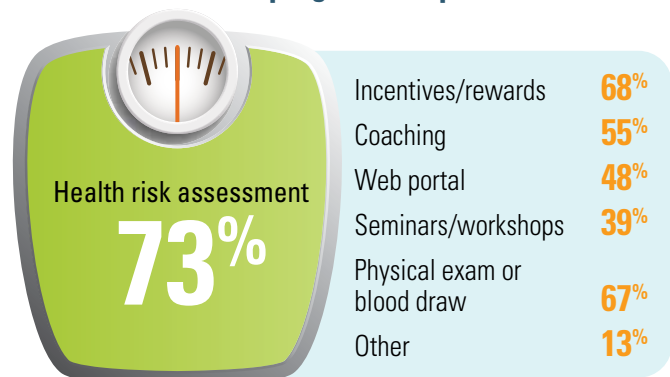 Health risk assessment
73%
Incentives/rewards 68%
Coaching 55%
Web portal 48%
Seminars/workshops 39%
Physical exam or
blood draw 67%
Other 13%